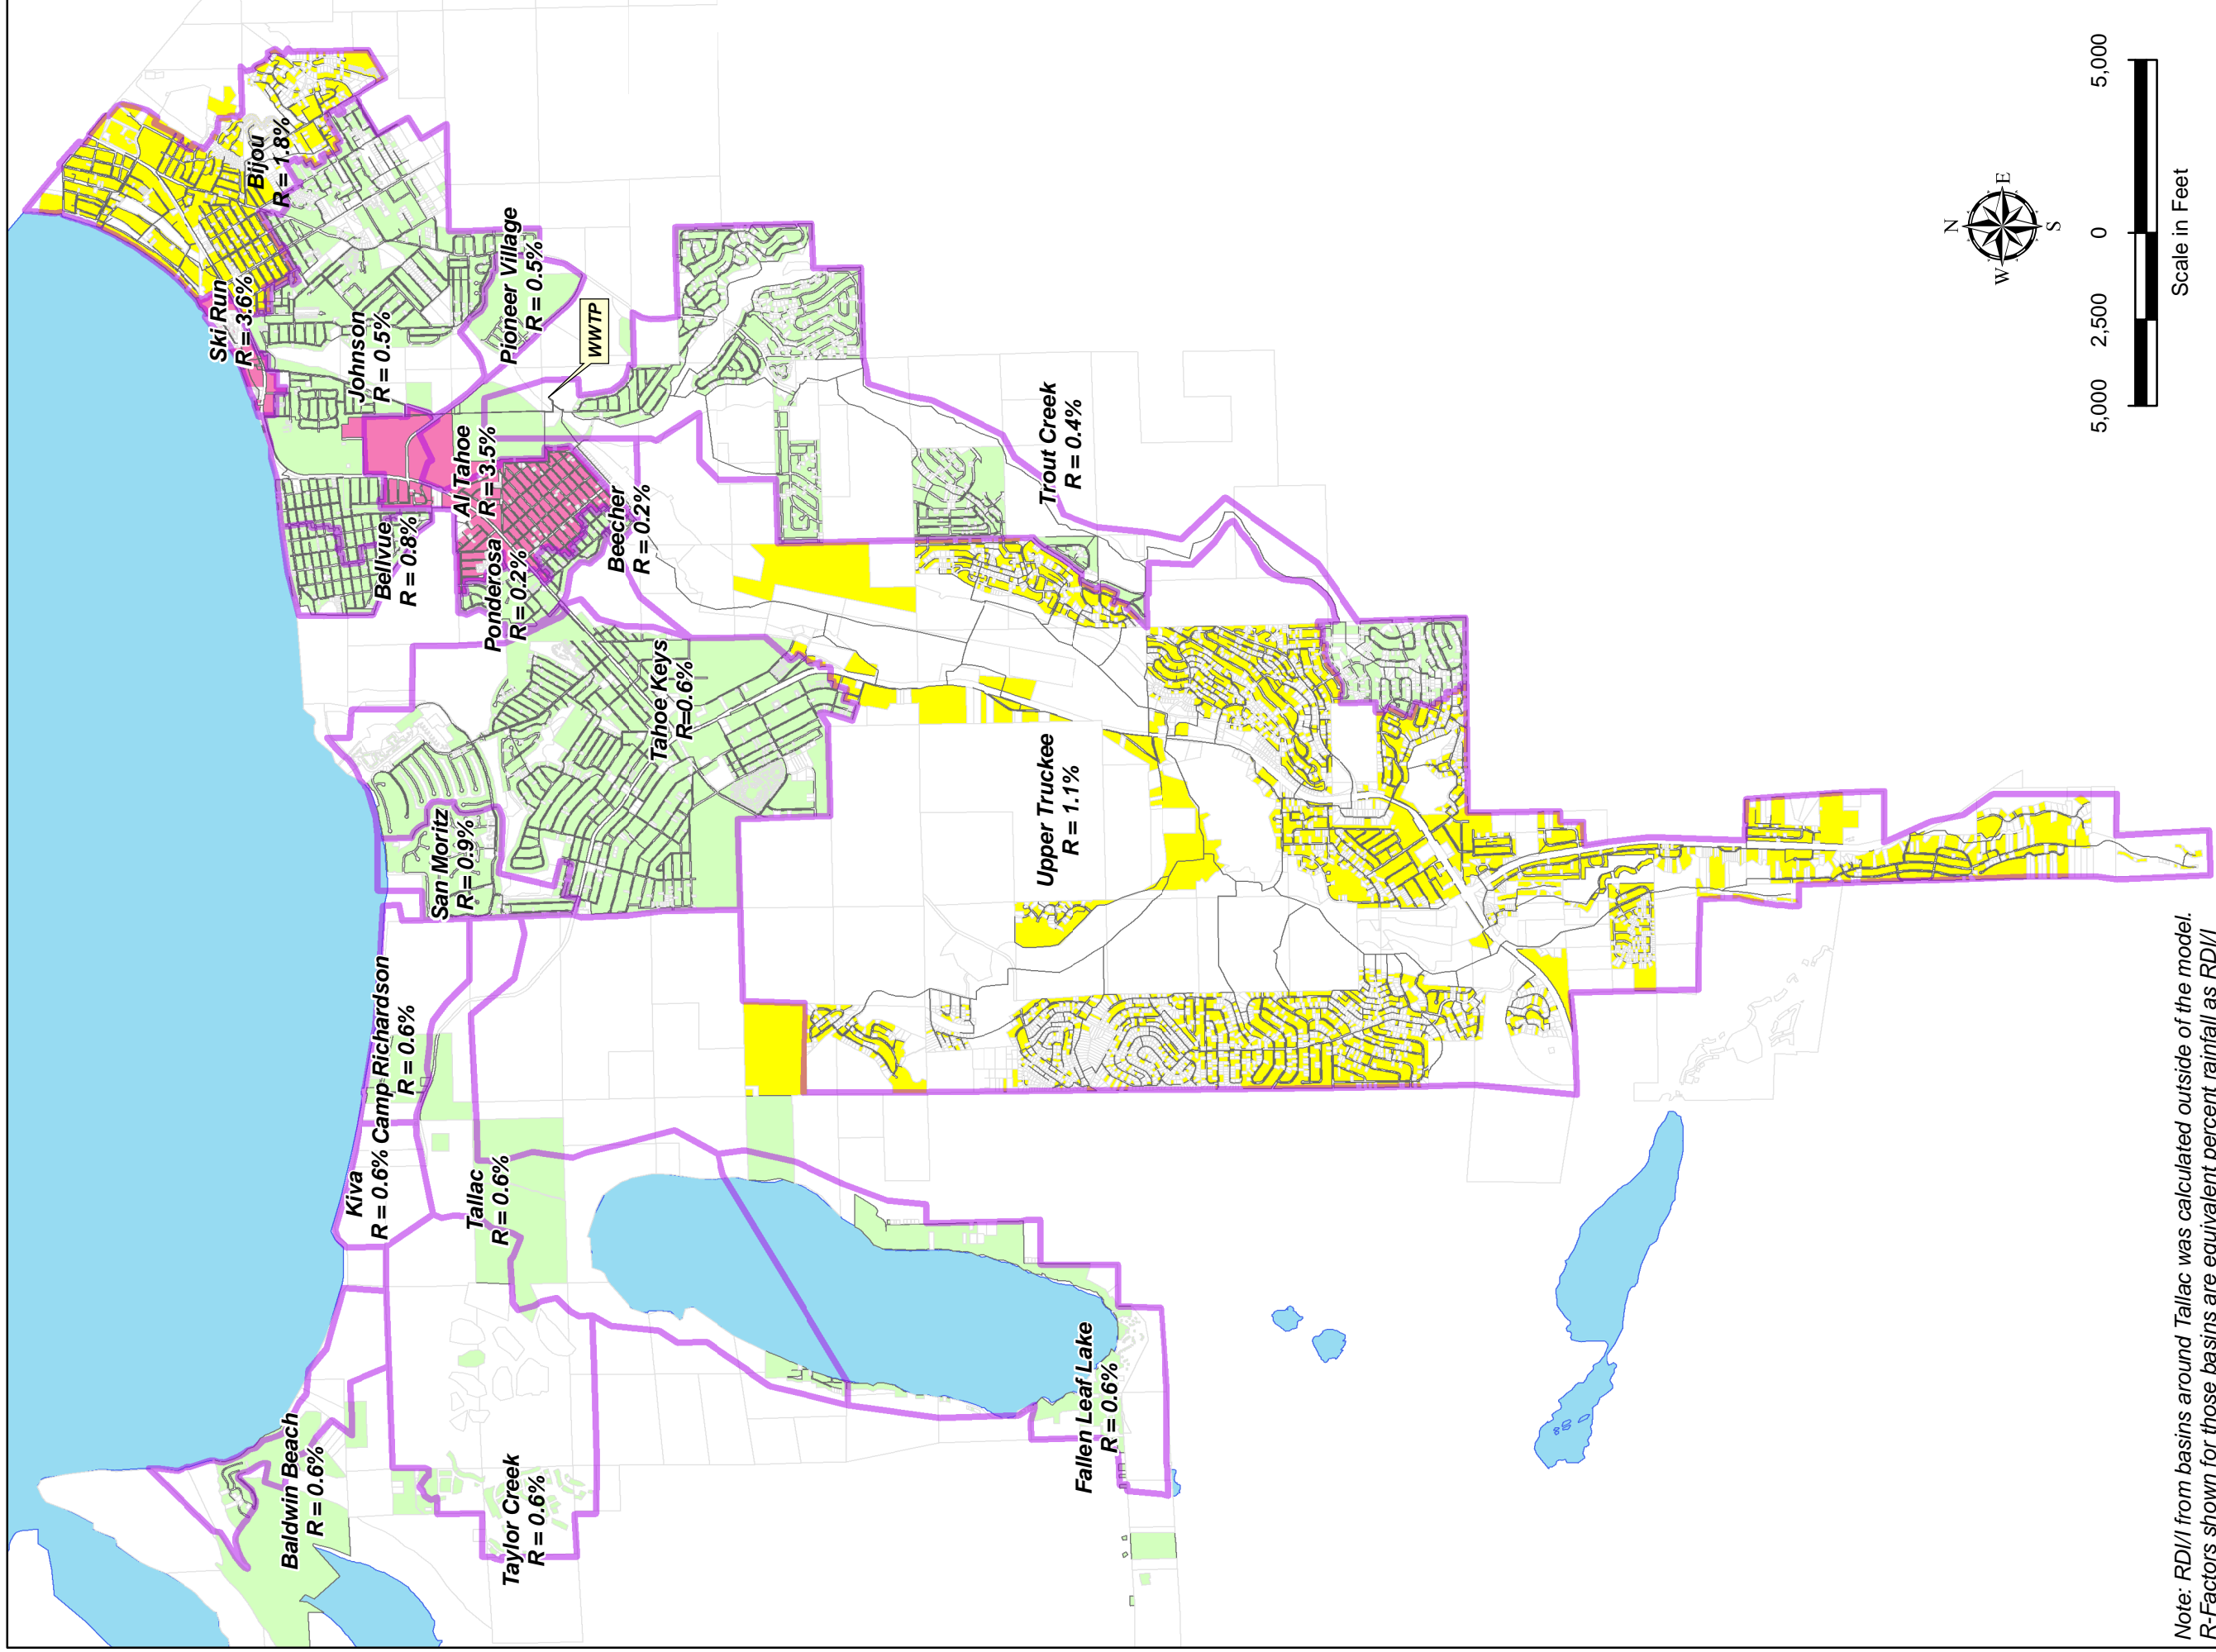 Bijou
R = 1.8%
Ski Run
R = 3.6%
Johnson
R = 0.5%
Pioneer Village
R = 0.5%
WWTP
Al Tahoe
R = 3.5%
Bellvue
R = 0.8%
Ponderosa
R = 0.2%
Beecher
R = 0.2%
Trout Creek
R = 0.4%
Tahoe Keys
R=0.6%
San Moritz
R = 0.9%
Upper Truckee
R = 1.1%
Camp Richardson
R = 0.6%
Kiva
R = 0.6%
Tallac
R = 0.6%
Baldwin Beach
R = 0.6%
Taylor Creek
R = 0.6%
Fallen Leaf Lake
R = 0.6%
N
W
E
S
5,000
2,500
0
5,000
Scale in Feet
Note: RDI/I from basins around Tallac was calculated outside of the model.
R-Factors shown for those basins are equivalent percent rainfall as RDI/I